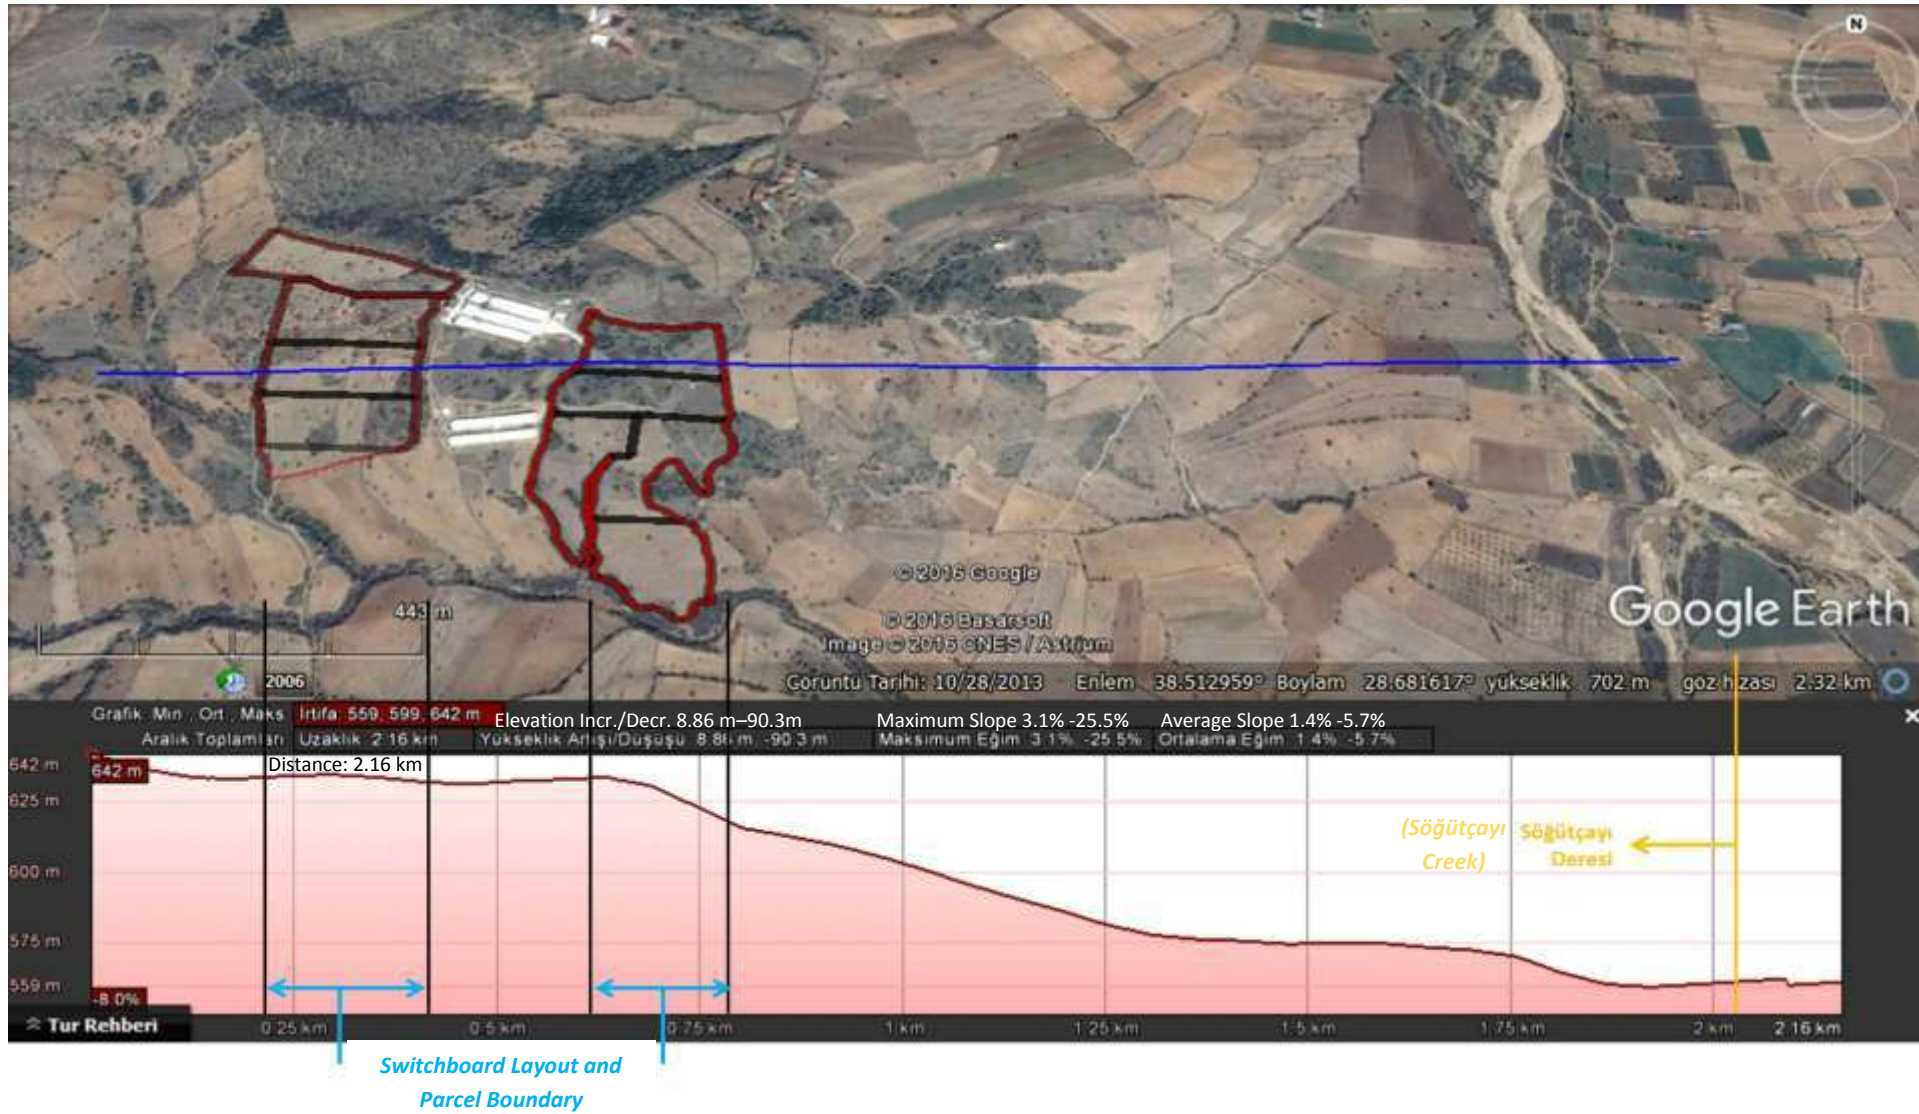 N
443 m
© 2016 Google
© 2016 Basarsoft
Image © 2016 CNES / Astrium
Google Earth
2006
Görüntü Tarihi: 10/28/2013 Enlem 38.512959° Boylam 28.681617° yükseklik 702 m göz hizası 2.32 km
Grafik Min., Ort., Maks İrtifa: 559, 599, 642 m
Elevation Incr./Decr. 8.86 m–90.3m Maximum Slope 3.1% -25.5% Average Slope 1.4% -5.7%
Aralık Toplamları Uzaklık 2.16 km Yükseklik Artışı/Düşüşü 8.86 m, -90.3 m Maksimum Eğim 3.1%, -25.5% Ortalama Eğim 1.4%, -5.7%
Distance: 2.16 km
642 m
642 m
625 m
600 m
575 m
559 m
-8.0%
(Söğütçayı
Creek)
Söğütçayı
Deresi
Tur Rehberi
0.25 km 0.5 km 0.75 km 1 km 1.25 km 1.5 km 1.75 km 2 km 2.16 km
Switchboard Layout and
Parcel Boundary